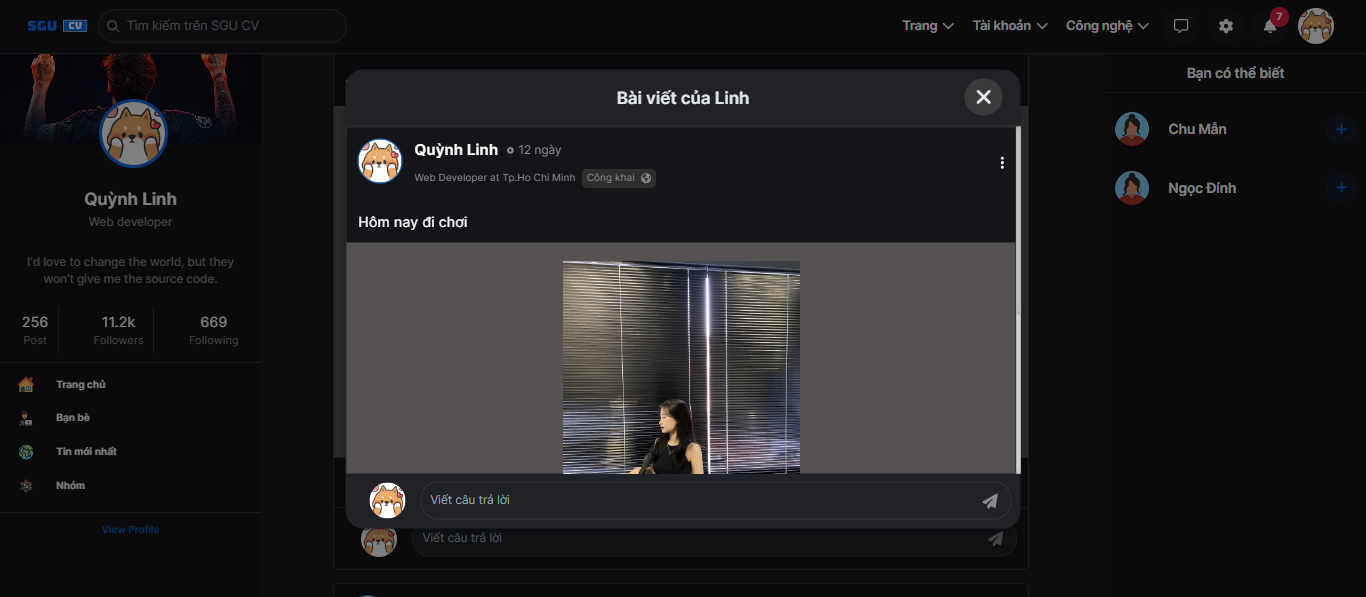 SGU CV
Tìm kiếm trên SGU CV
Trang
Tài khoản
Công nghệ
7
Quỳnh Linh
Web developer
I'd love to change the world, but they
won't give me the source code.
256
Post
11.2k
Followers
669
Following
Trang chủ
Bạn bè
Tin mới nhất
Nhóm
View Profile
Bài viết của Linh
Quỳnh Linh
12 ngày
Web Developer at Tp.Ho Chi Minh
Công khai
Hôm nay đi chơi
Viết câu trả lời
Viết câu trả lời
Bạn có thể biết
Chu Mẫn
Ngọc Đính